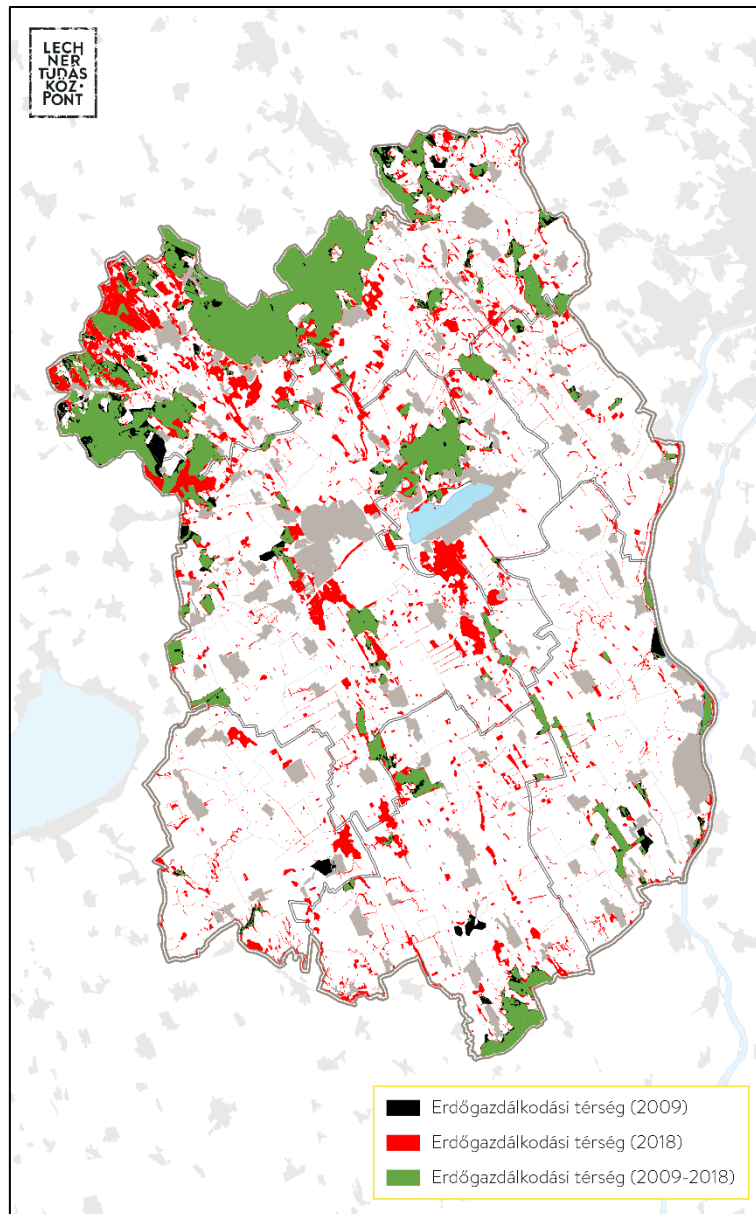 LECH
NER
TUDÁS
KÖZ•
PONT
Erdőgazdálkodási térség (2009)
Erdőgazdálkodási térség (2018)
Erdőgazdálkodási térség (2009-2018)